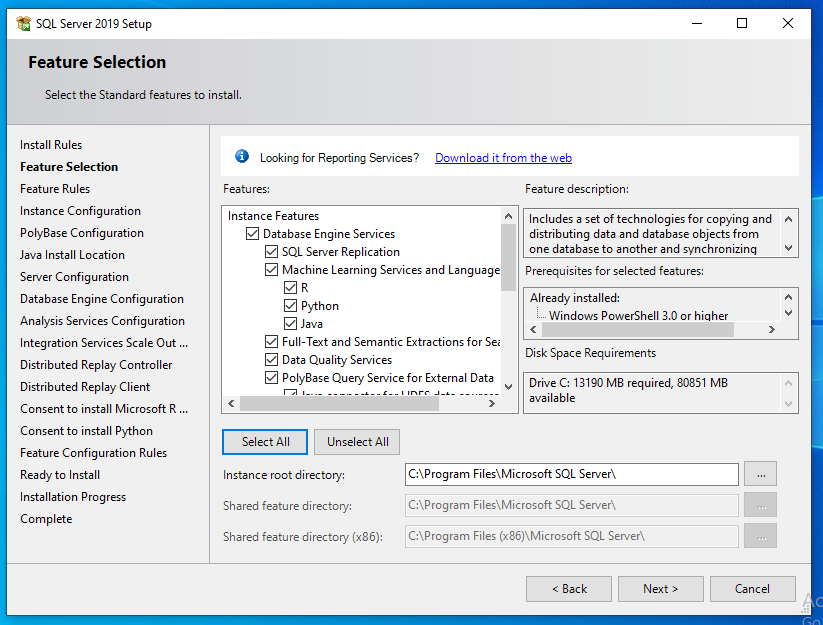 SQL Server 2019 Setup
Feature Selection
Select the Standard features to install.
Install Rules
Feature Selection
Feature Rules
Instance Configuration
PolyBase Configuration
Java Install Location
Server Configuration
Database Engine Configuration
Analysis Services Configuration
Integration Services Scale Out ...
Distributed Replay Controller
Distributed Replay Client
Consent to install Microsoft R ...
Consent to install Python
Feature Configuration Rules
Ready to Install
Installation Progress
Complete
Looking for Reporting Services? Download it from the web
Features:
Instance Features
Database Engine Services
SQL Server Replication
Machine Learning Services and Language
R
Python
Java
Full-Text and Semantic Extractions for Sea
Data Quality Services
PolyBase Query Service for External Data
Java connector for HDFS data sources
Feature description:
Includes a set of technologies for copying and
distributing data and database objects from
one database to another and synchronizing
Prerequisites for selected features:
Already installed:
Windows PowerShell 3.0 or higher
Disk Space Requirements
Drive C: 13190 MB required, 80851 MB
available
Select All
Unselect All
Instance root directory: C:\Program Files\Microsoft SQL Server\ ...
Shared feature directory: C:\Program Files\Microsoft SQL Server\ ...
Shared feature directory (x86): C:\Program Files (x86)\Microsoft SQL Server\ ...
< Back
Next >
Cancel
Ac
Go